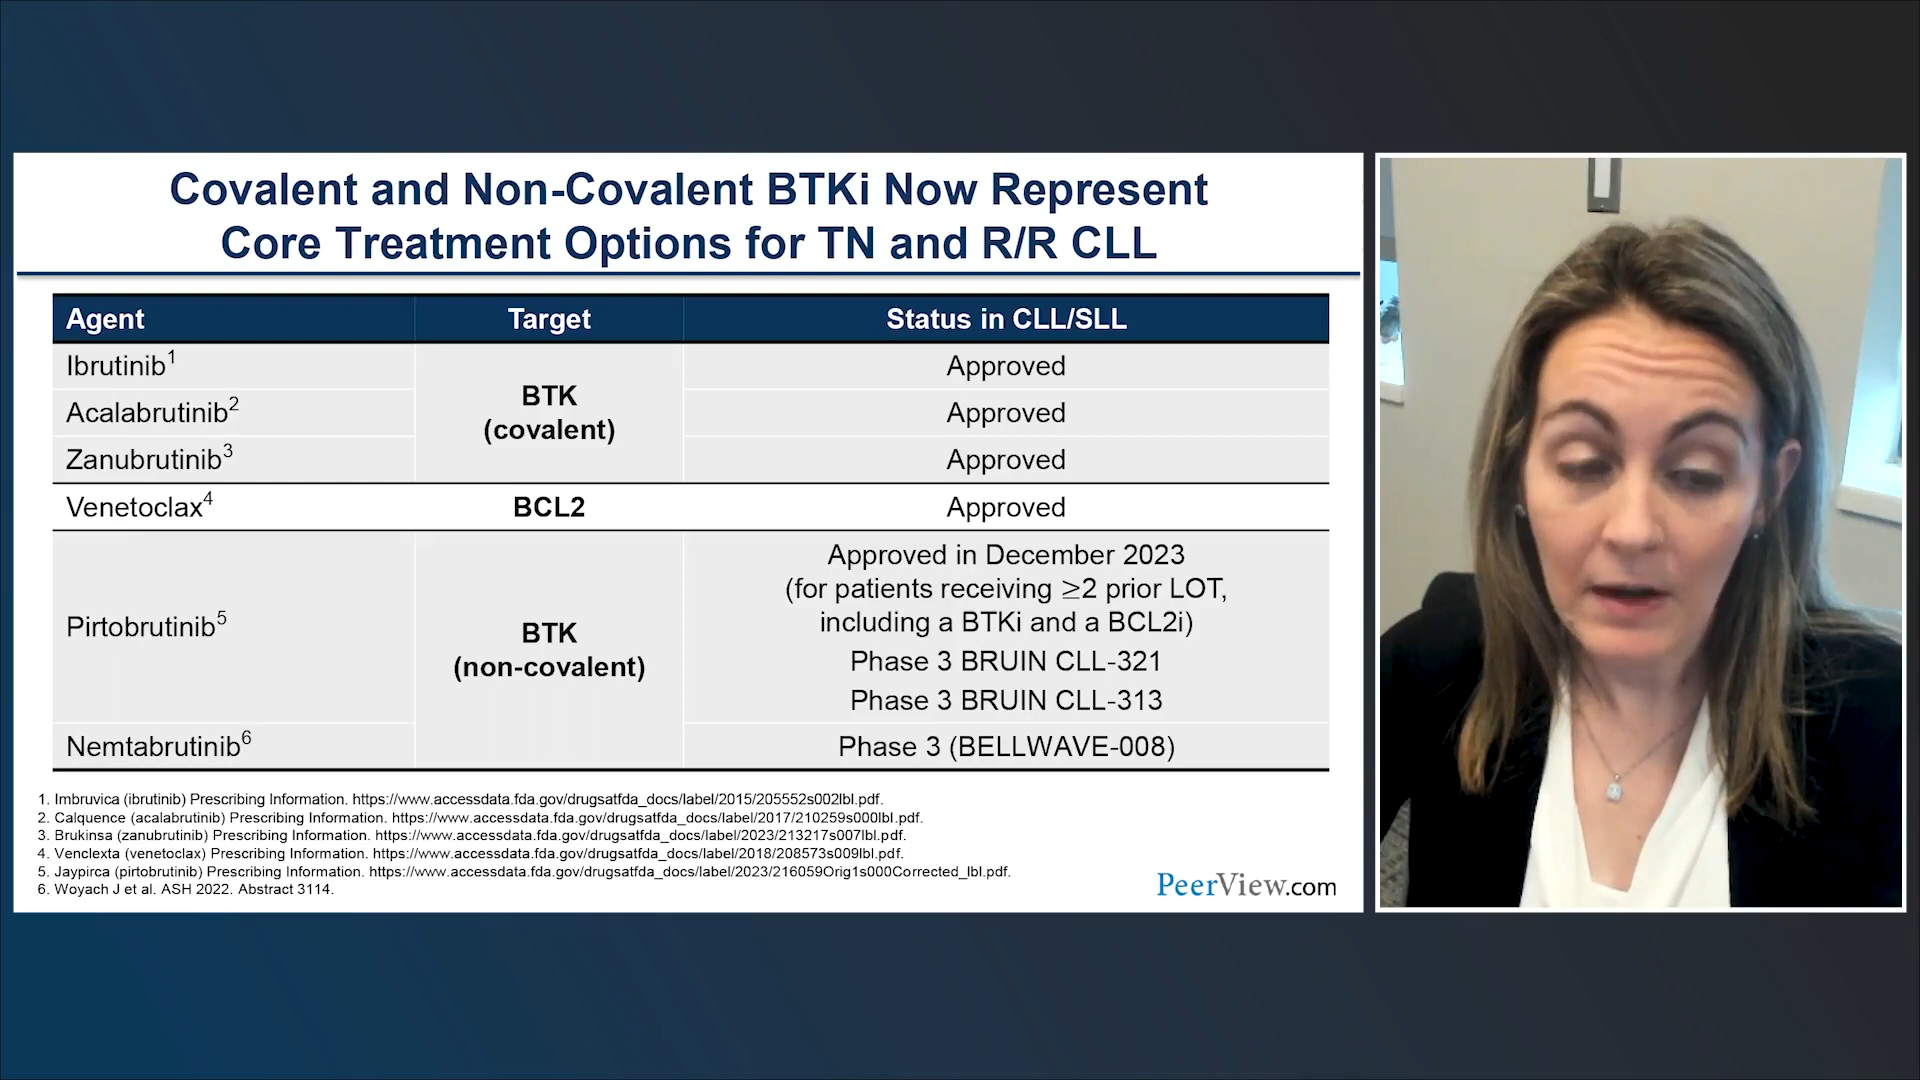 Covalent and Non-Covalent BTKi Now Represent
Core Treatment Options for TN and R/R CLL
Agent Target Status in CLL/SLL
Ibrutinib1 Approved
BTK
(covalent)
Acalabrutinib2 Approved
Zanubrutinib3 Approved
Venetoclax4 BCL2 Approved
Pirtobrutinib5
BTK
(non-covalent)
Approved in December 2023
(for patients receiving ≥2 prior LOT,
including a BTKi and a BCL2i)
Phase 3 BRUIN CLL-321
Phase 3 BRUIN CLL-313
Nemtabrutinib6 Phase 3 (BELLWAVE-008)
1. Imbruvica (ibrutinib) Prescribing Information. https://www.accessdata.fda.gov/drugsatfda_docs/label/2015/205552s002lbl.pdf.
2. Calquence (acalabrutinib) Prescribing Information. https://www.accessdata.fda.gov/drugsatfda_docs/label/2017/210259s000lbl.pdf.
3. Brukinsa (zanubrutinib) Prescribing Information. https://www.accessdata.fda.gov/drugsatfda_docs/label/2023/213217s007lbl.pdf.
4. Venclexta (venetoclax) Prescribing Information. https://www.accessdata.fda.gov/drugsatfda_docs/label/2018/208573s009lbl.pdf.
5. Jaypirca (pirtobrutinib) Prescribing Information. https://www.accessdata.fda.gov/drugsatfda_docs/label/2023/216059Orig1s000Corrected_lbl.pdf.
6. Woyach J et al. ASH 2022. Abstract 3114.
PeerView.com